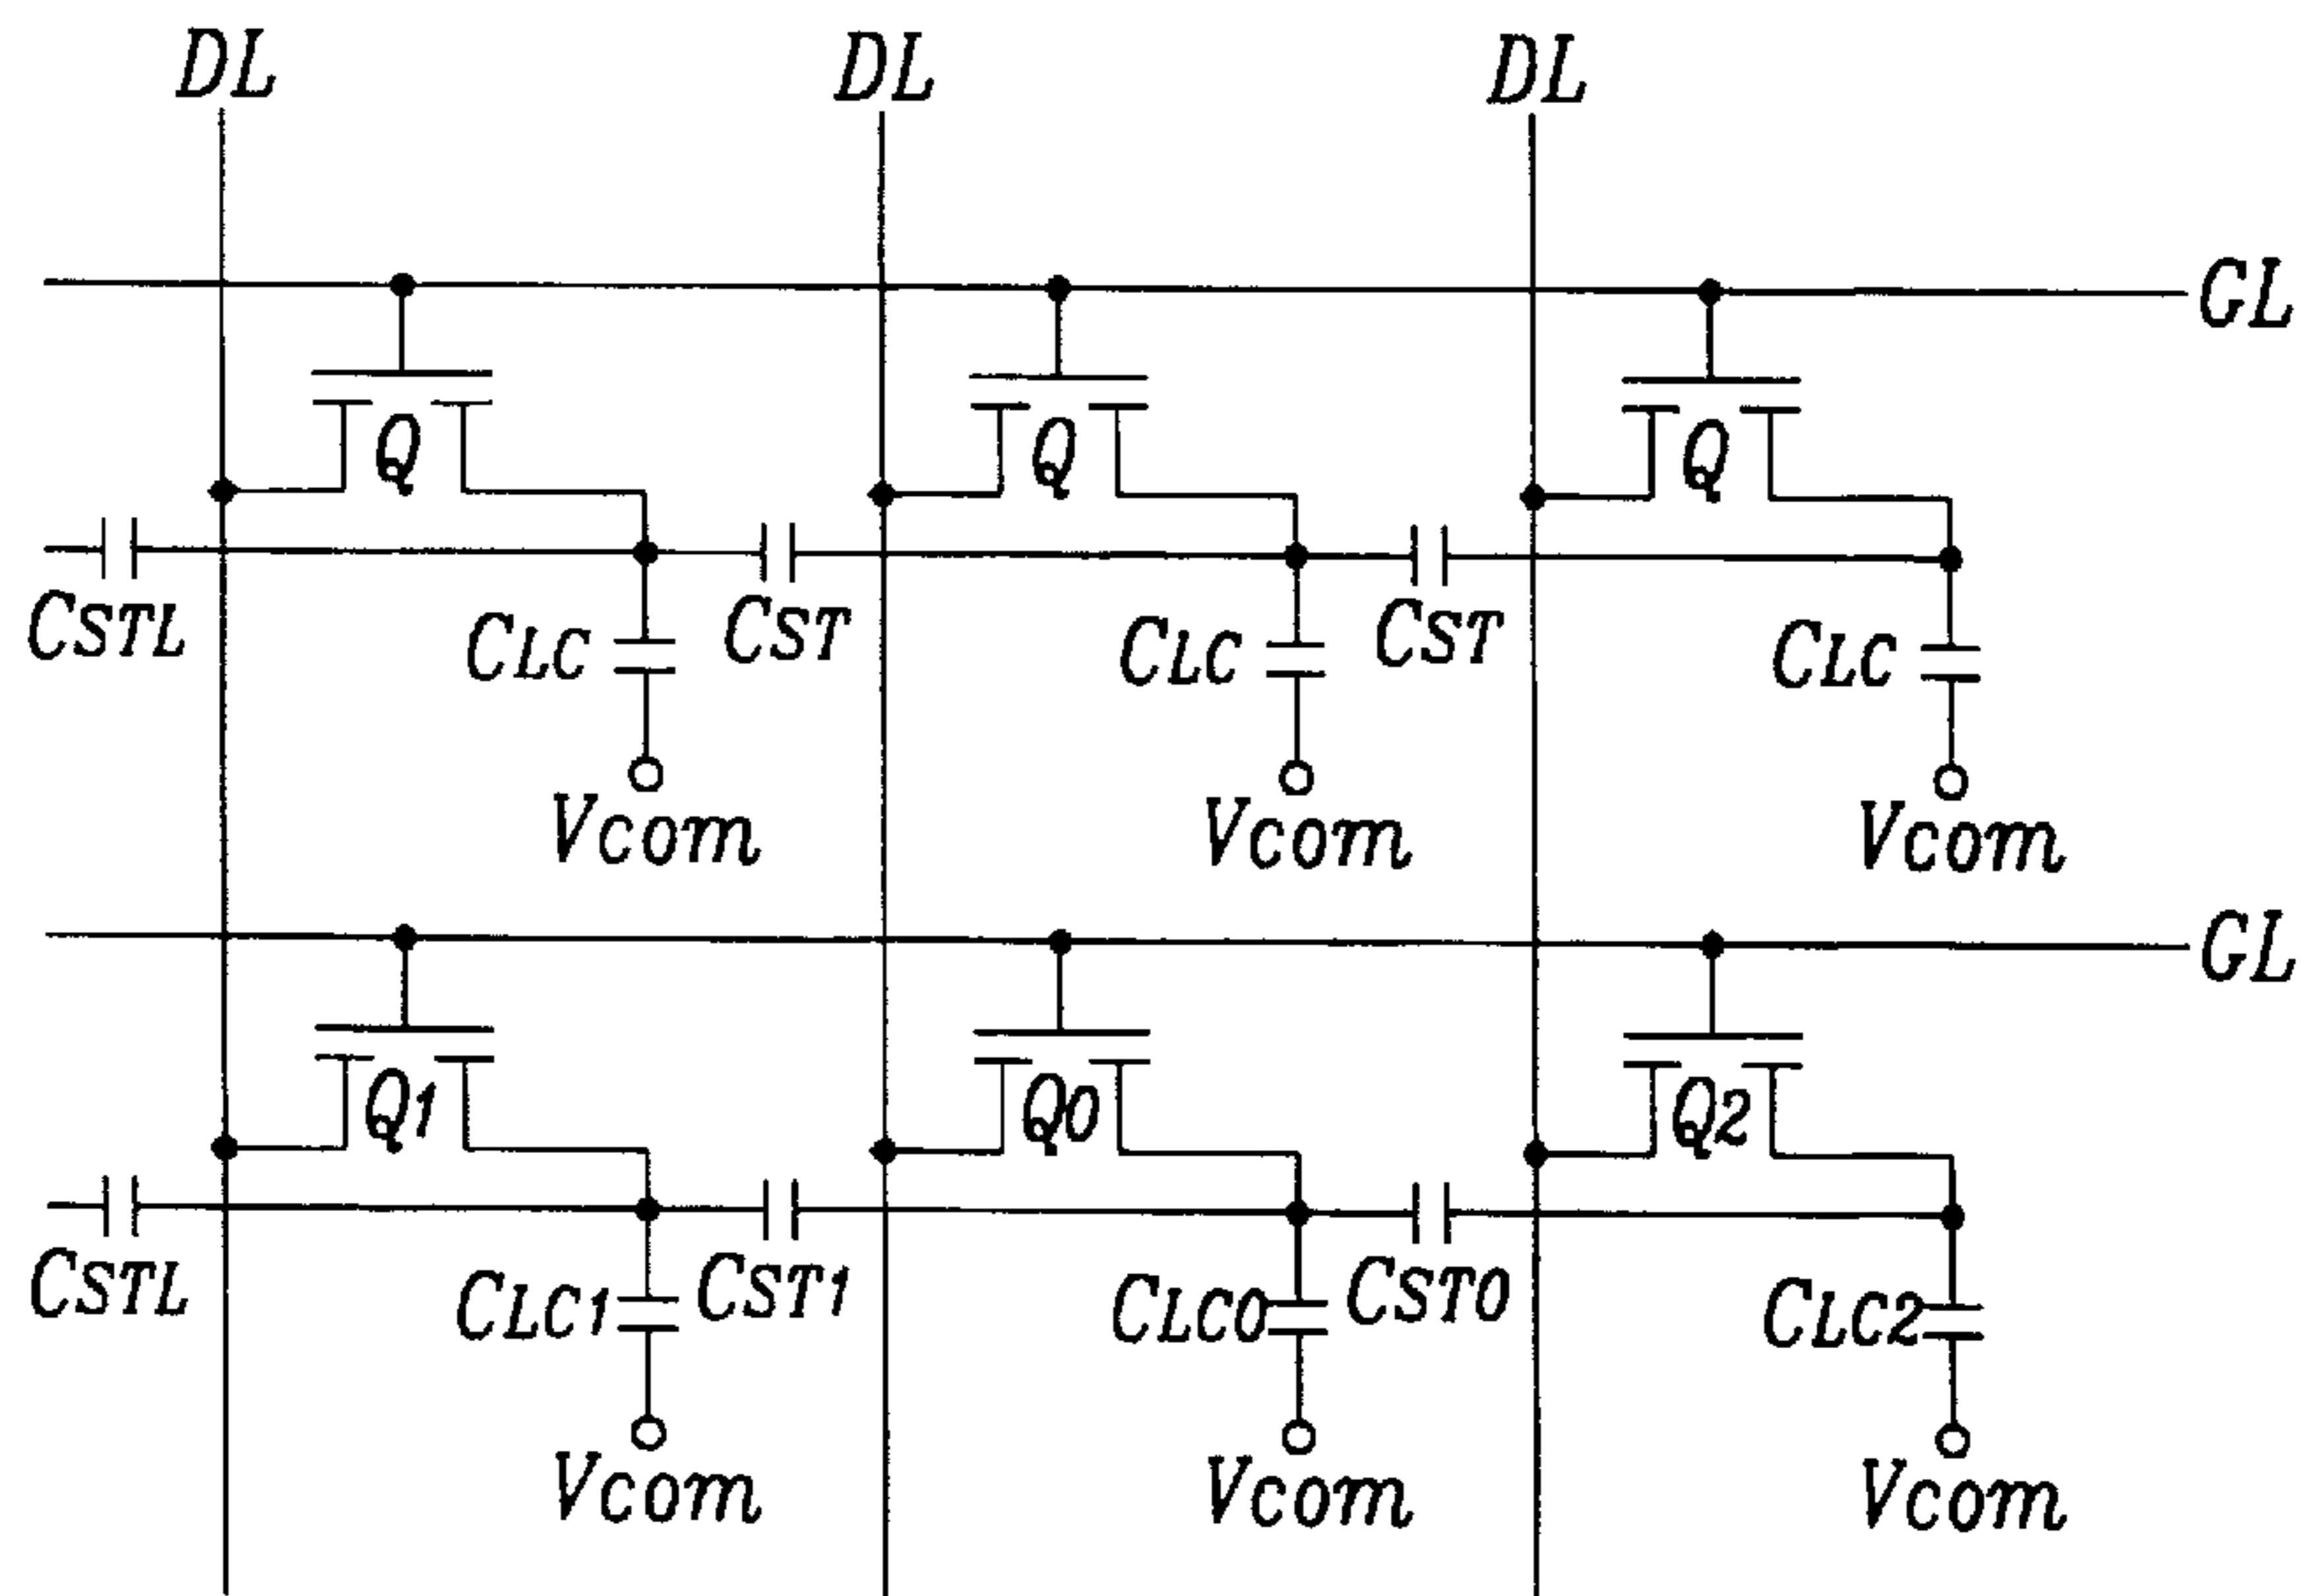 DL DL DL
GL
Q Q Q
CSTL CLC CST CLC CST CLC
Vcom Vcom Vcom
GL
Q1 Q0 Q2
CSTL CLC1 CST1 CLC0 CST0 CLC2
Vcom Vcom Vcom